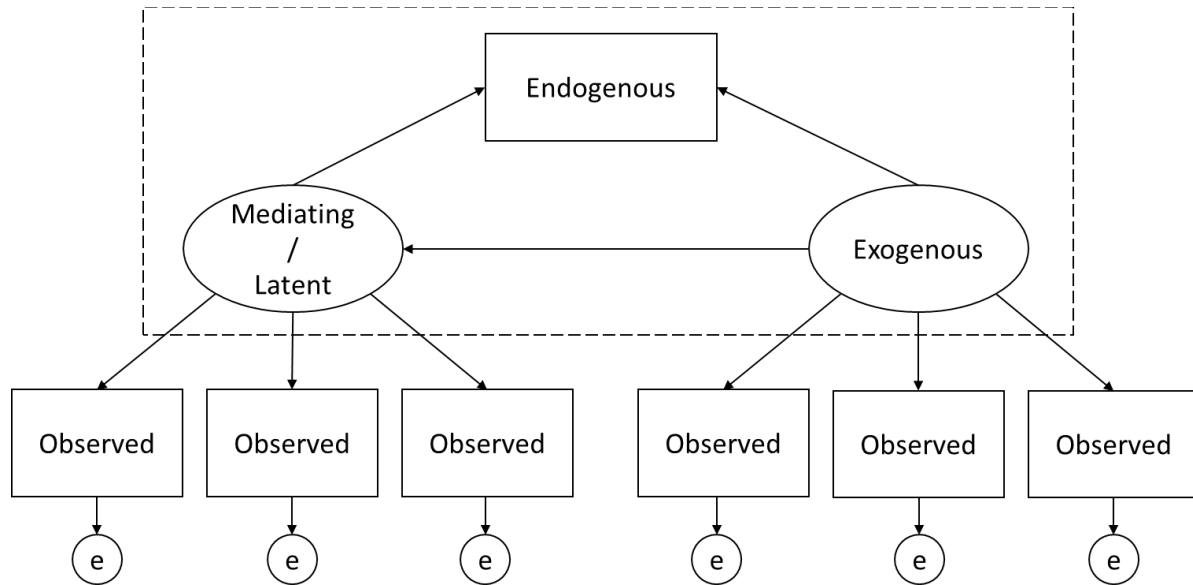 Endogenous
Mediating
/
Latent
Exogenous
Observed
Observed
Observed
Observed
Observed
Observed
e
e
e
e
e
e